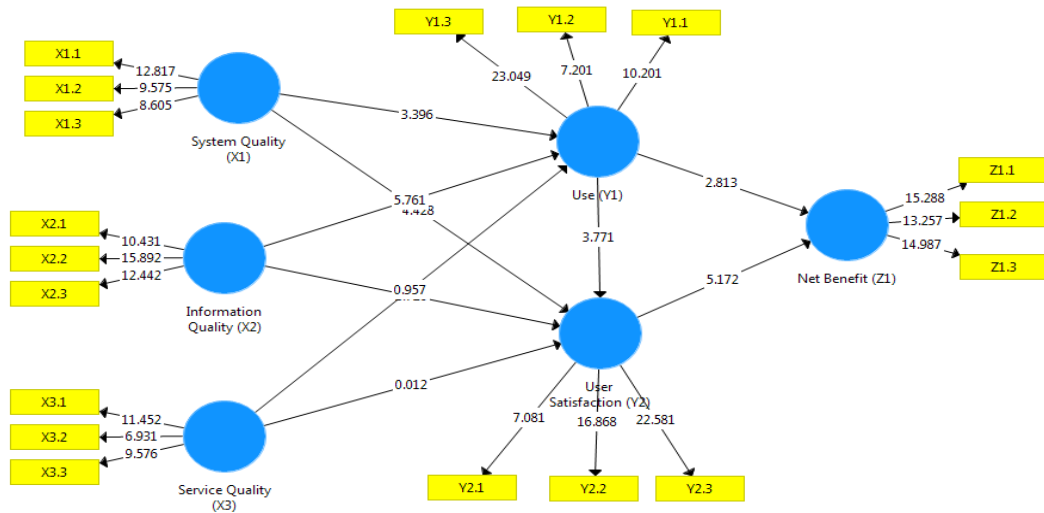 Y1.3
Y1.2
Y1.1
X1.1
X1.2
X1.3
12.817
9.575
8.605
System Quality
(X1)
23.049
7.201
10.201
3.396
Use (Y1)
2.813
5.761
4.428
3.771
X2.1
X2.2
X2.3
10.431
15.892
12.442
Information
Quality (X2)
0.957
Z1.1
Z1.2
Z1.3
15.288
13.257
14.987
Net Benefit (Z1)
5.172
User
Satisfaction (Y2)
0.012
X3.1
X3.2
X3.3
11.452
6.931
9.576
Service Quality
(X3)
7.081
16.868
22.581
Y2.1
Y2.2
Y2.3